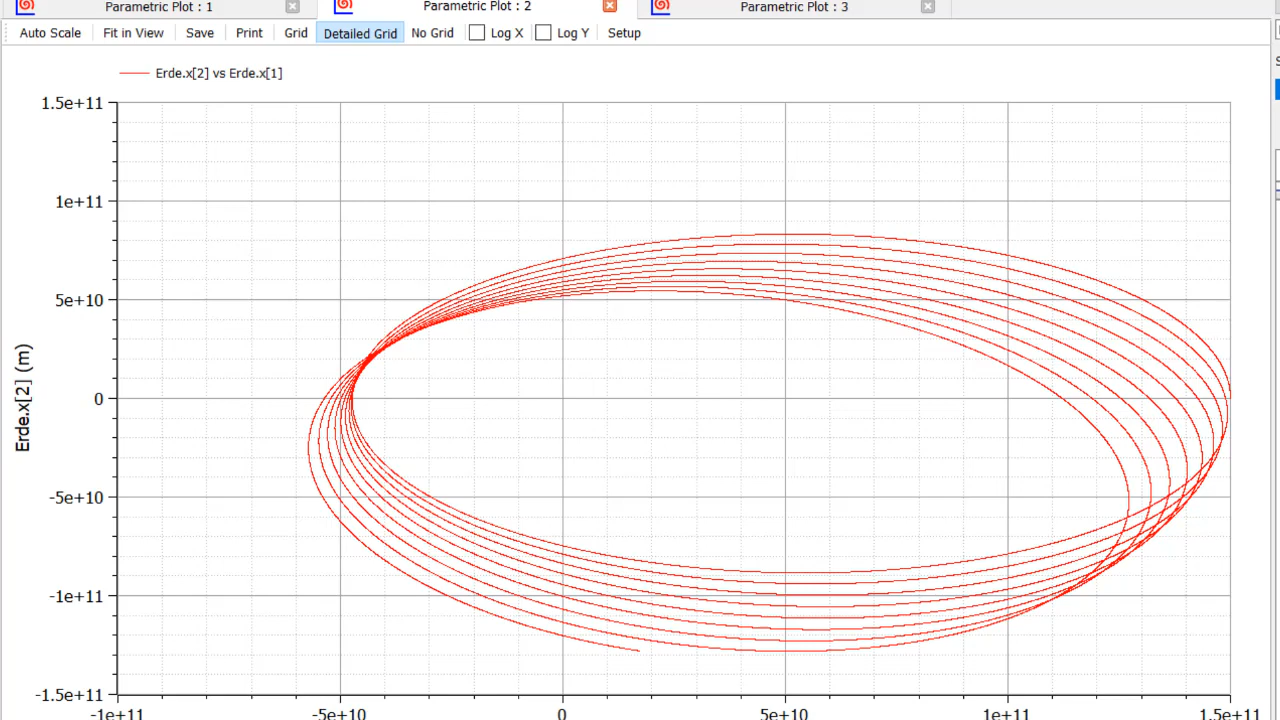 Parametric Plot : 1
Parametric Plot : 2
Parametric Plot : 3
Auto Scale Fit in View Save Print Grid Detailed Grid No Grid Log X Log Y Setup
Erde.x[2] vs Erde.x[1]
1.5e+11
1e+11
5e+10
0
-5e+10
-1e+11
-1.5e+11
Erde.x[2] (m)
-1e+11 -5e+10 0 5e+10 1e+11 1.5e+11